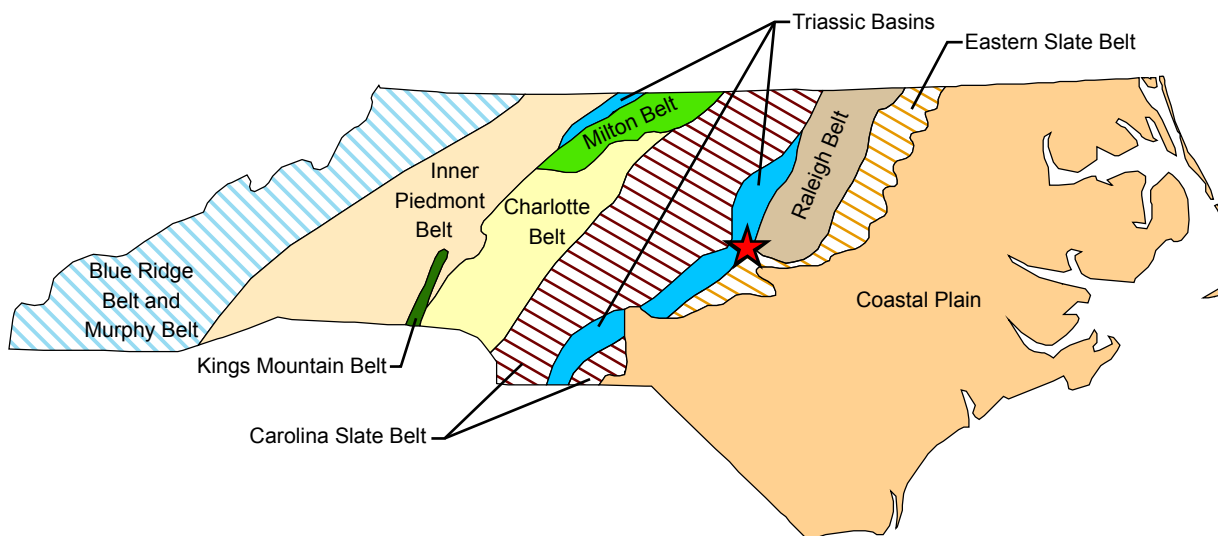 Triassic Basins
Eastern Slate Belt
Milton Belt
Raleigh Belt
Inner
Piedmont
Belt
Charlotte
Belt
Blue Ridge
Belt and
Murphy Belt
Coastal Plain
Kings Mountain Belt
Carolina Slate Belt